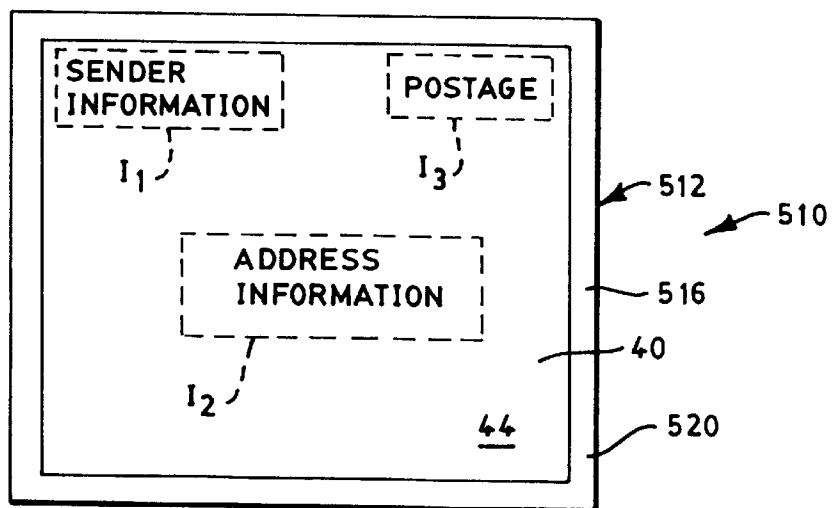 SENDER
INFORMATION
POSTAGE
I1
I3
512
510
ADDRESS
INFORMATION
516
40
I2
44
520